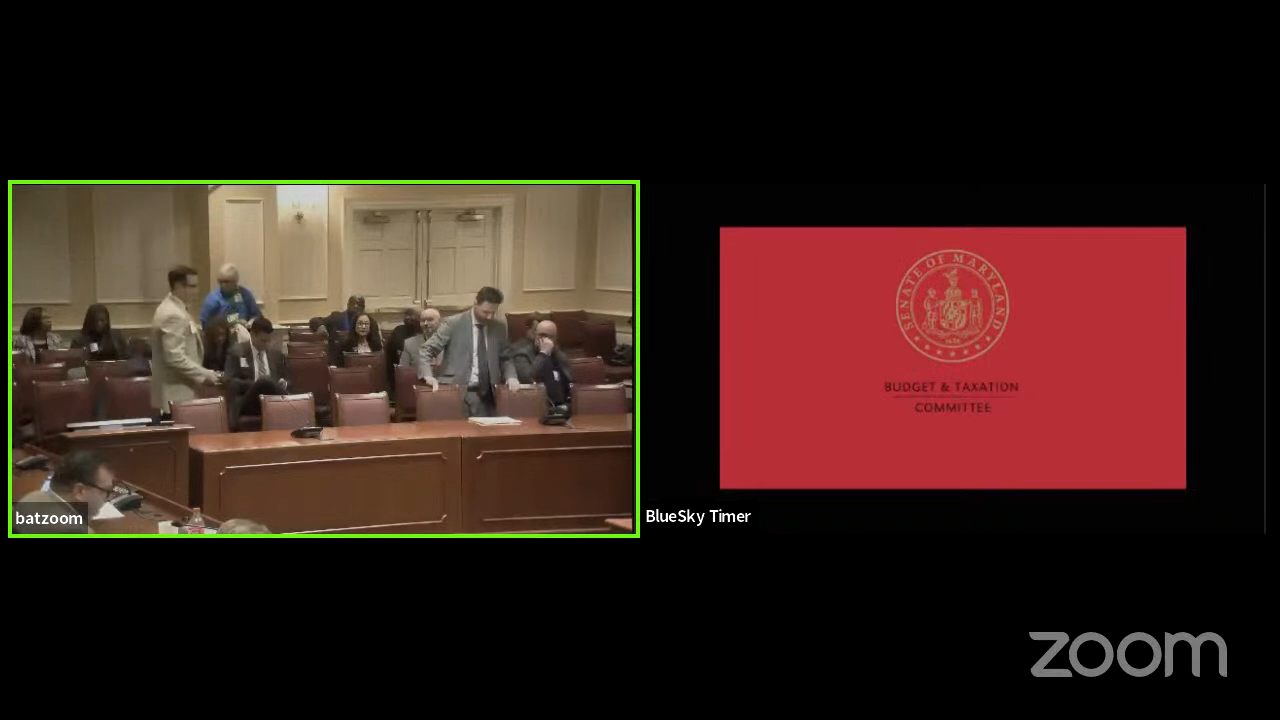 SENATE OF MARYLAND
BUDGET & TAXATION
COMMITTEE
batzoom
BlueSky Timer
zoom